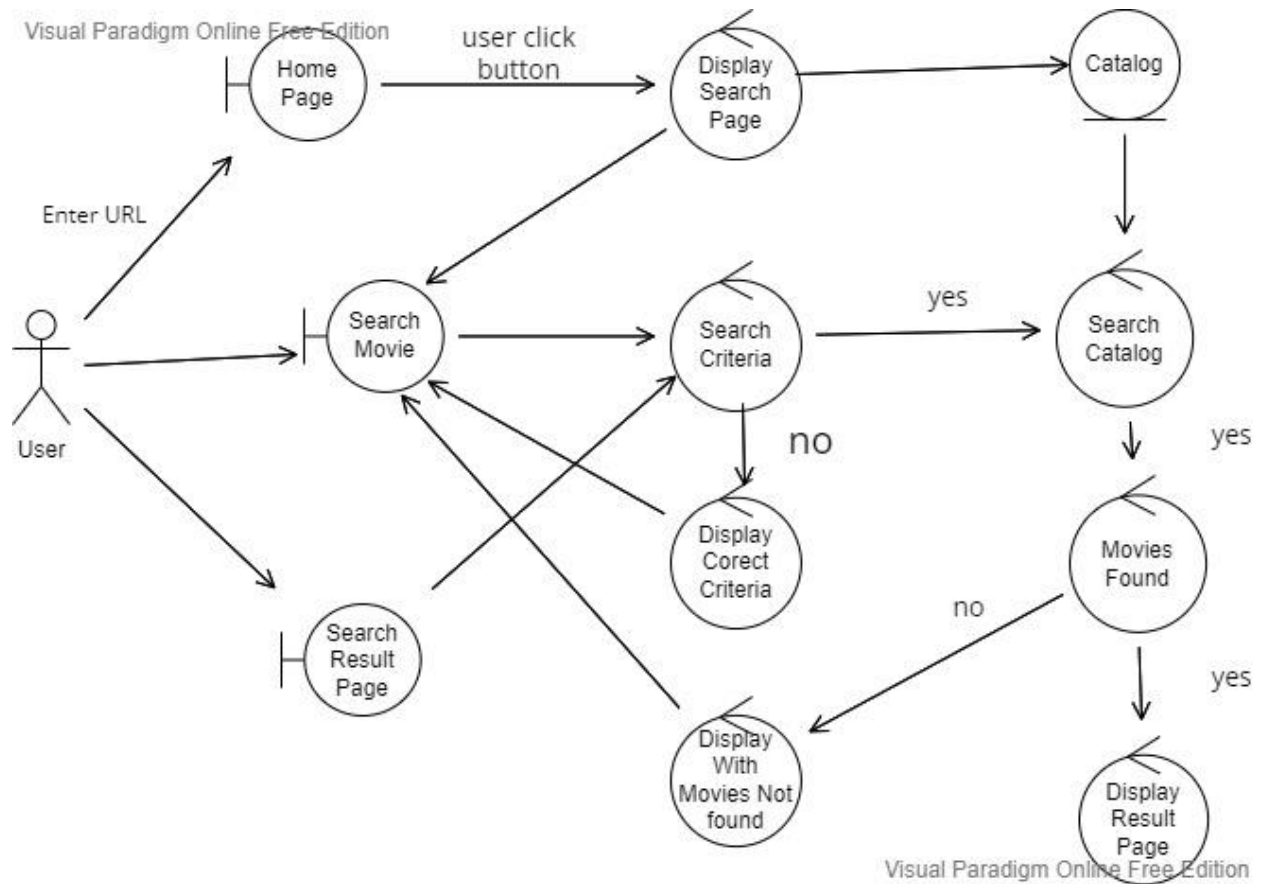 Visual Paradigm Online Free Edition
user click
button
Home
Page
Display
Search
Page
Catalog
Enter URL
Search
Movie
Search
Criteria
yes
Search
Catalog
User
no
yes
Display
Corect
Criteria
Movies
Found
no
Search
Result
Page
yes
Display
With
Movies Not
found
Display
Result
Page
Visual Paradigm Online Free Edition